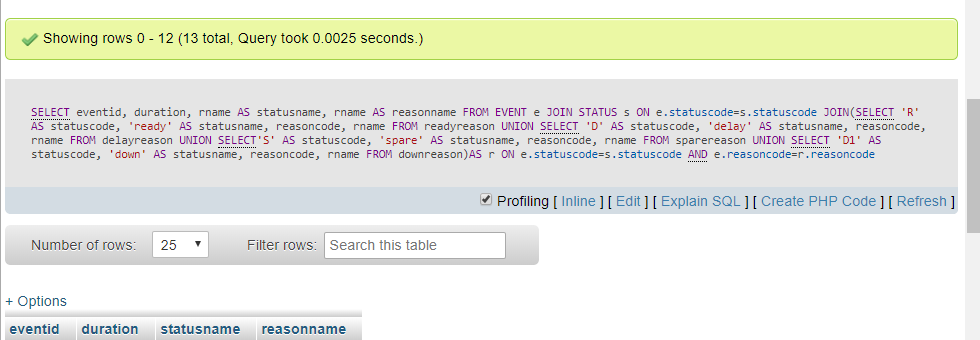 Showing rows 0 - 12 (13 total, Query took 0.0025 seconds.)
SELECT eventid, duration, rname AS statusname, rname AS reasonname FROM EVENT e JOIN STATUS s ON e.statuscode=s.statuscode JOIN(SELECT 'R'
AS statuscode, 'ready' AS statusname, reasoncode, rname FROM readyreason UNION SELECT 'D' AS statuscode, 'delay' AS statusname, reasoncode,
rname FROM delayreason UNION SELECT'S' AS statuscode, 'spare' AS statusname, reasoncode, rname FROM sparereason UNION SELECT 'D1' AS
statuscode, 'down' AS statusname, reasoncode, rname FROM downreason)AS r ON e.statuscode=s.statuscode AND e.reasoncode=r.reasoncode
Profiling [ Inline ] [ Edit ] [ Explain SQL ] [ Create PHP Code ] [ Refresh ]
Number of rows: 25 Filter rows: Search this table
+ Options
eventid duration statusname reasonname